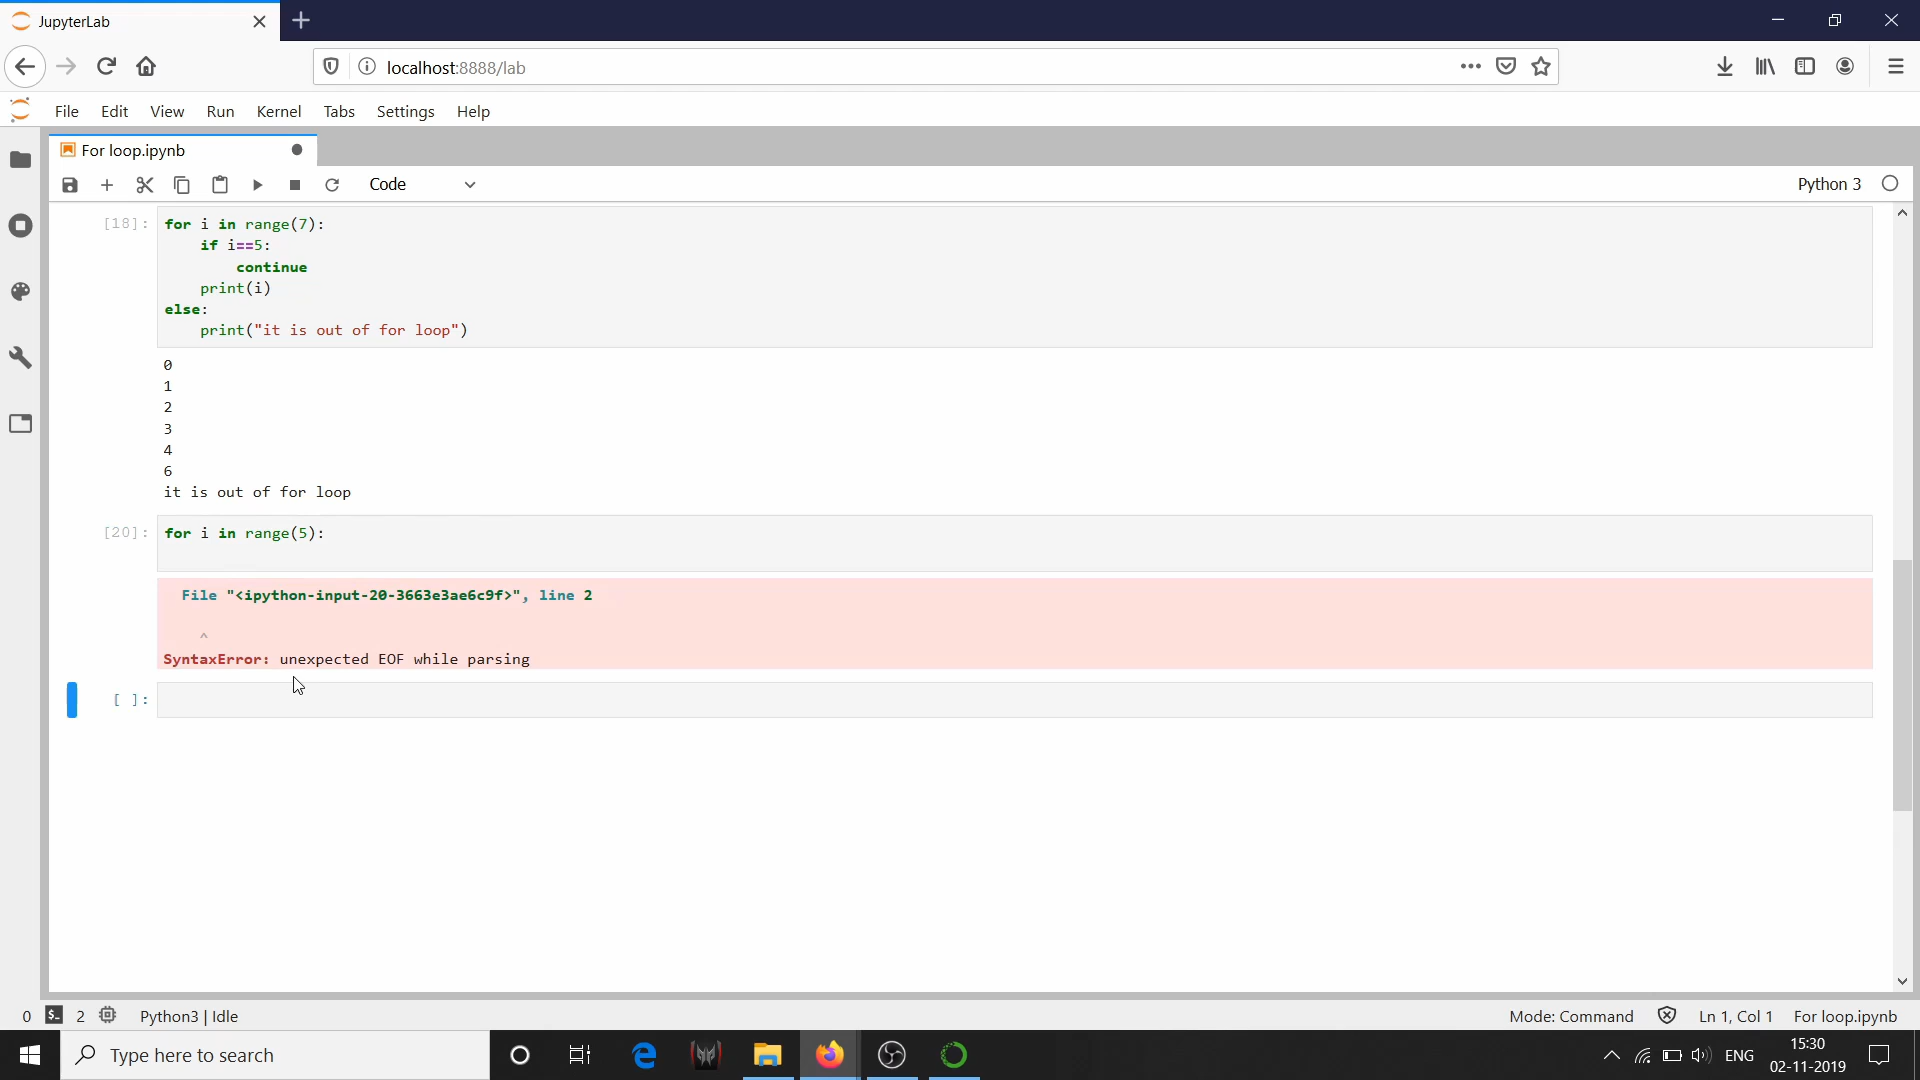 JupyterLab
localhost:8888/lab
File Edit View Run Kernel Tabs Settings Help
For loop.ipynb
Code
Python 3
[18]: for i in range(7):
    if i==5:
        continue
    print(i)
else:
    print("it is out of for loop")
0
1
2
3
4
6
it is out of for loop
[20]: for i in range(5):
File "<ipython-input-20-3663e3ae6c9f>", line 2
^
SyntaxError: unexpected EOF while parsing
[ ]:
0 $_ 2 Python3 | Idle
Mode: Command Ln 1, Col 1 For loop.ipynb
Type here to search
ENG
15:30
02-11-2019